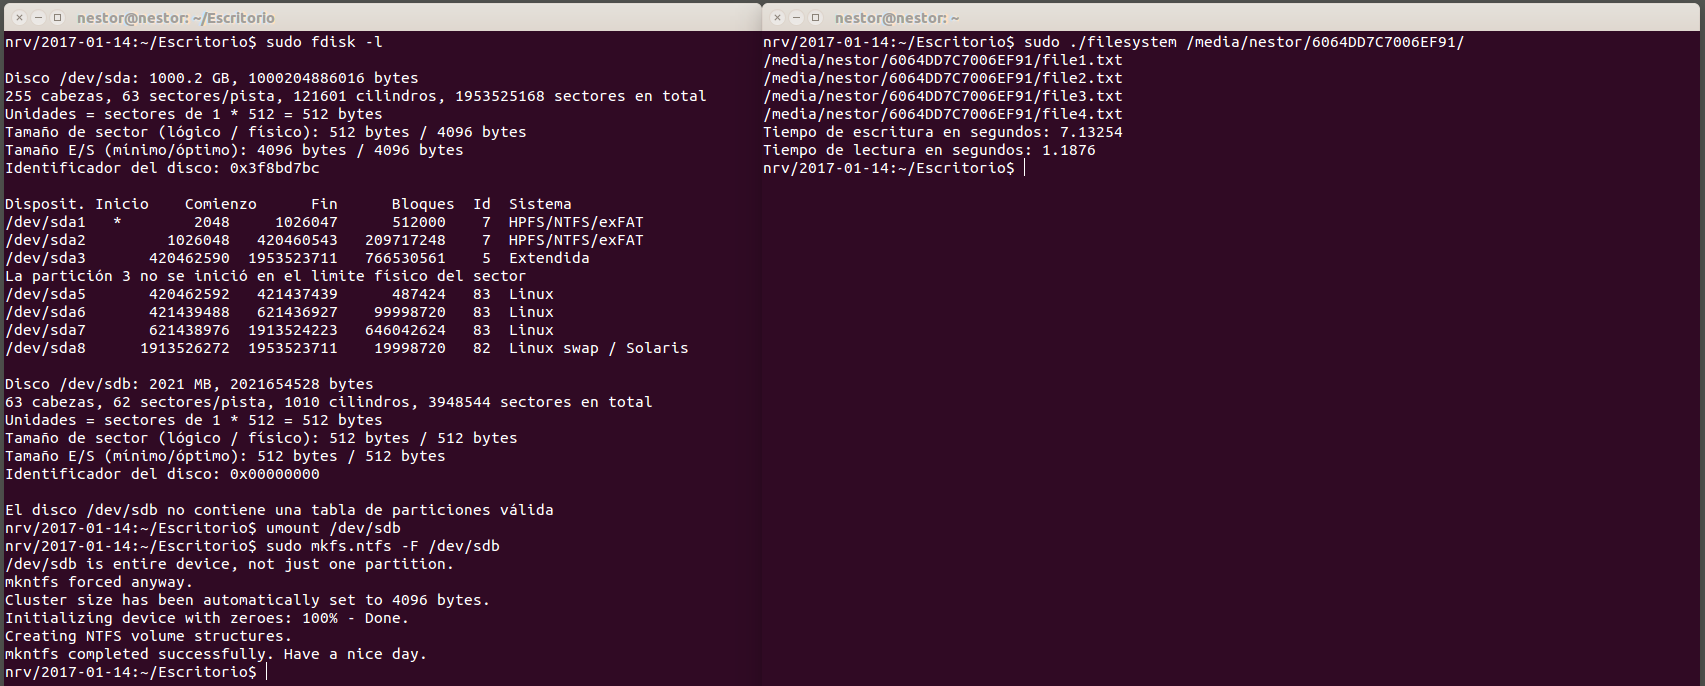 nestor@nestor: ~/Escritorio
nrv/2017-01-14:~/Escritorio$ sudo fdisk -l
Disco /dev/sda: 1000.2 GB, 1000204886016 bytes
255 cabezas, 63 sectores/pista, 121601 cilindros, 1953525168 sectores en total
Unidades = sectores de 1 * 512 = 512 bytes
Tamaño de sector (lógico / físico): 512 bytes / 4096 bytes
Tamaño E/S (mínimo/óptimo): 4096 bytes / 4096 bytes
Identificador del disco: 0x3f8bd7bc
Disposit. Inicio    Comienzo      Fin      Bloques  Id  Sistema
/dev/sda1   *        2048     1026047      512000    7  HPFS/NTFS/exFAT
/dev/sda2         1026048   420460543   209717248    7  HPFS/NTFS/exFAT
/dev/sda3       420462590  1953523711   766530561    5  Extendida
La partición 3 no se inició en el limite físico del sector
/dev/sda5       420462592   421437439      487424   83  Linux
/dev/sda6       421439488   621436927    99998720   83  Linux
/dev/sda7       621438976  1913524223   646042624   83  Linux
/dev/sda8      1913526272  1953523711    19998720   82  Linux swap / Solaris
Disco /dev/sdb: 2021 MB, 2021654528 bytes
63 cabezas, 62 sectores/pista, 1010 cilindros, 3948544 sectores en total
Unidades = sectores de 1 * 512 = 512 bytes
Tamaño de sector (lógico / físico): 512 bytes / 512 bytes
Tamaño E/S (mínimo/óptimo): 512 bytes / 512 bytes
Identificador del disco: 0x00000000
El disco /dev/sdb no contiene una tabla de particiones válida
nrv/2017-01-14:~/Escritorio$ umount /dev/sdb
nrv/2017-01-14:~/Escritorio$ sudo mkfs.ntfs -F /dev/sdb
/dev/sdb is entire device, not just one partition.
mkntfs forced anyway.
Cluster size has been automatically set to 4096 bytes.
Initializing device with zeroes: 100% - Done.
Creating NTFS volume structures.
mkntfs completed successfully. Have a nice day.
nrv/2017-01-14:~/Escritorio$
nestor@nestor: ~
nrv/2017-01-14:~/Escritorio$ sudo ./filesystem /media/nestor/6064DD7C7006EF91/
/media/nestor/6064DD7C7006EF91/file1.txt
/media/nestor/6064DD7C7006EF91/file2.txt
/media/nestor/6064DD7C7006EF91/file3.txt
/media/nestor/6064DD7C7006EF91/file4.txt
Tiempo de escritura en segundos: 7.13254
Tiempo de lectura en segundos: 1.1876
nrv/2017-01-14:~/Escritorio$